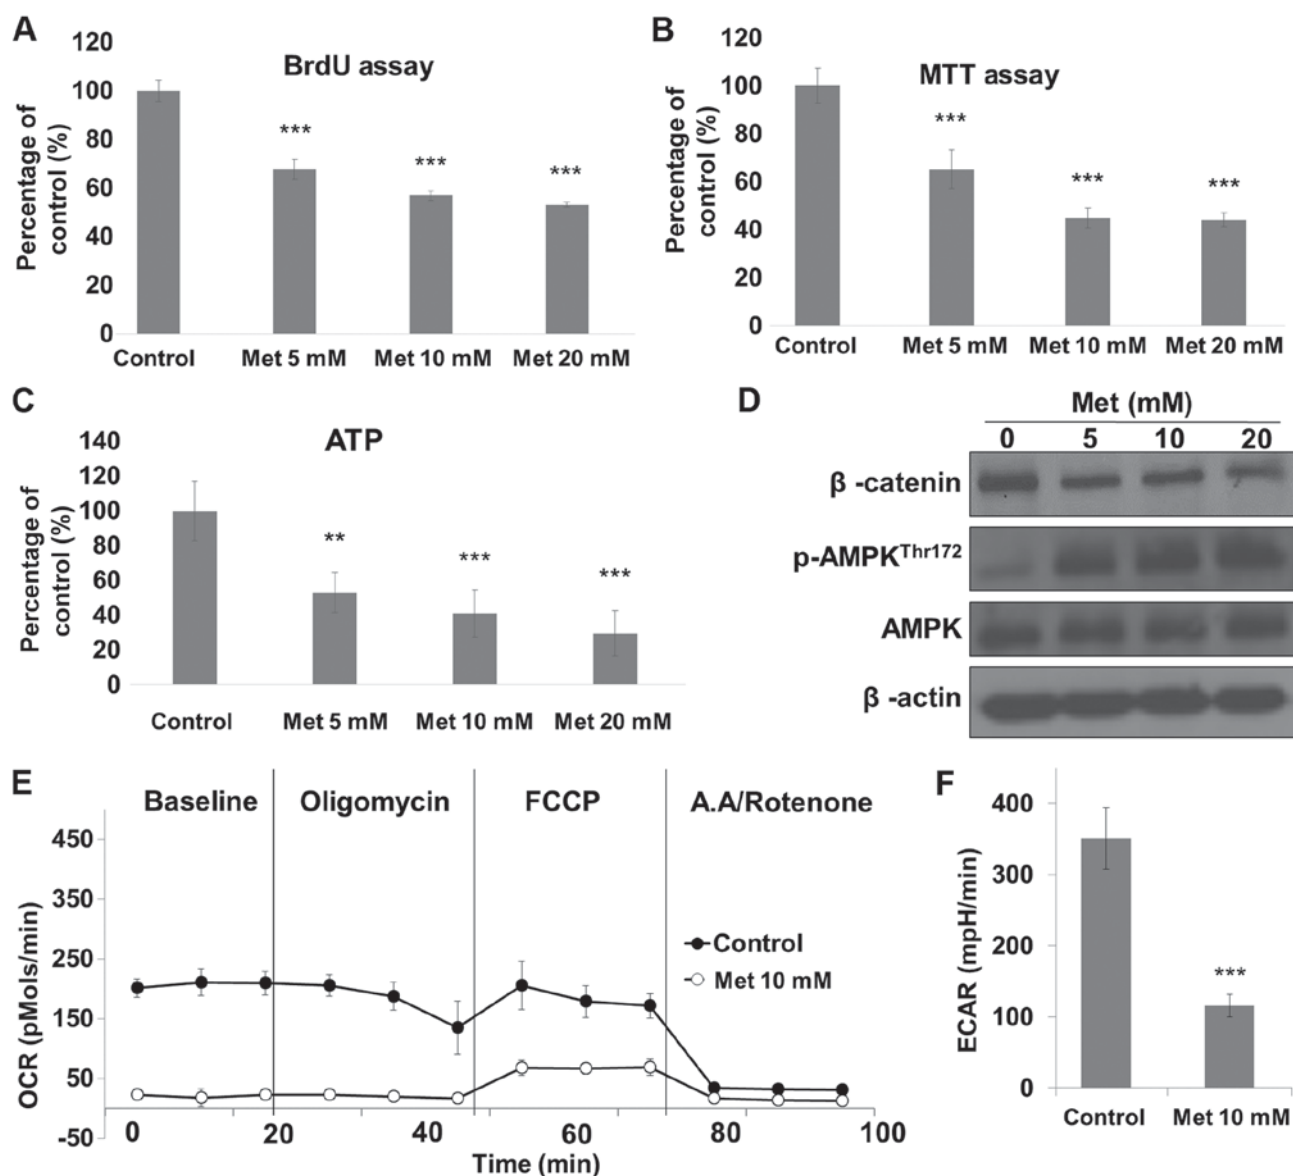 A
BrdU assay
Percentage of
control (%)
120
100
80
60
40
20
0
***
***
***
Control Met 5 mM Met 10 mM Met 20 mM
B
MTT assay
Percentage of
control (%)
120
100
80
60
40
20
0
***
***
***
Control Met 5 mM Met 10 mM Met 20 mM
C
ATP
Percentage of
control (%)
140
120
100
80
60
40
20
0
**
***
***
Control Met 5 mM Met 10 mM Met 20 mM
D
Met (mM)
0 5 10 20
β -catenin
p-AMPKThr172
AMPK
β -actin
E
Baseline Oligomycin FCCP A.A/Rotenone
OCR (pMols/min)
450
350
250
150
50
-50
Control
Met 10 mM
0 20 40 60 80 100
Time (min)
F
ECAR (mpH/min)
400
300
200
100
0
***
Control Met 10 mM